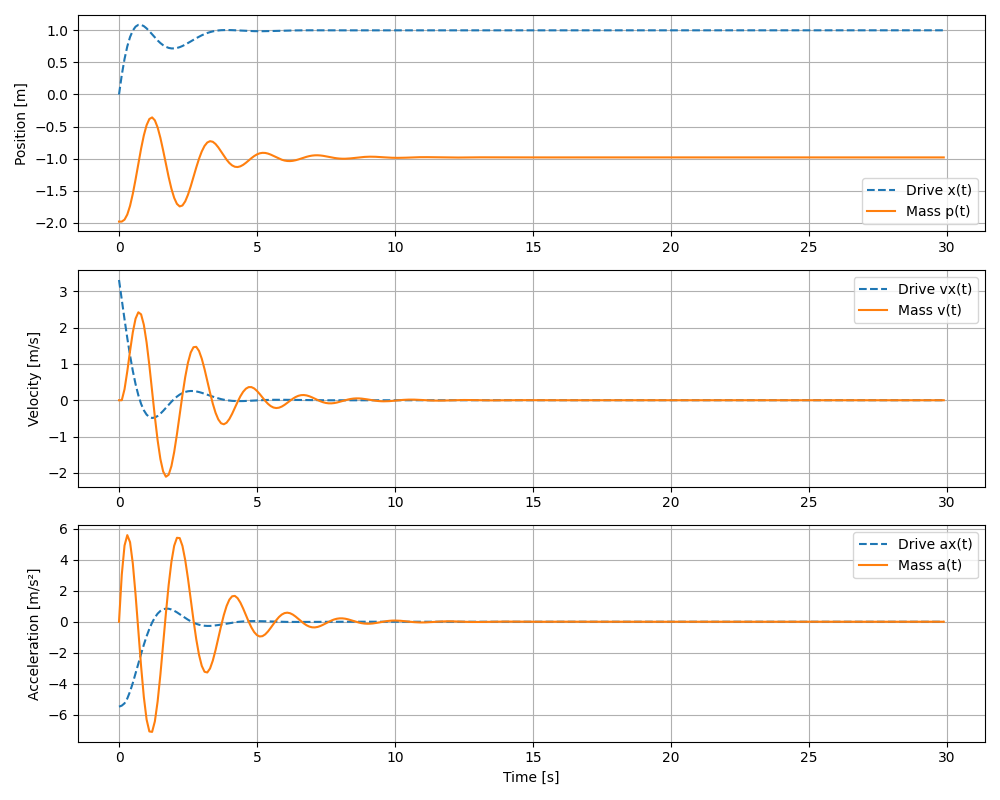 Position [m]
1.0
0.5
0.0
−0.5
−1.0
−1.5
−2.0
Drive x(t)
Mass p(t)
0 5 10 15 20 25 30
Velocity [m/s]
3
2
1
0
−1
−2
Drive vx(t)
Mass v(t)
0 5 10 15 20 25 30
Acceleration [m/s²]
6
4
2
0
−2
−4
−6
Drive ax(t)
Mass a(t)
0 5 10 15 20 25 30
Time [s]